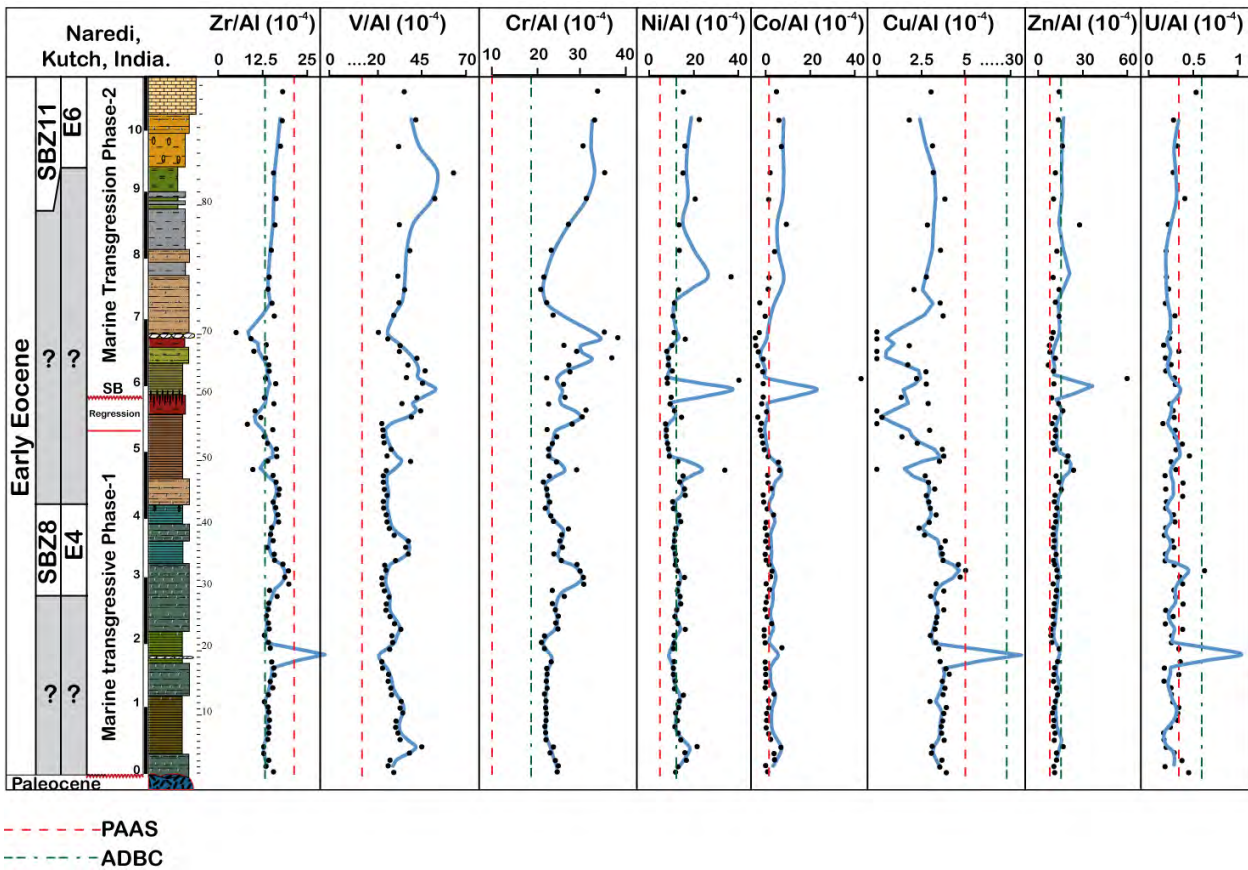 Naredi,
Kutch, India.
Zr/Al (10-4)
0 12.5 25
V/Al (10-4)
0 ....20 45 70
Cr/Al (10-4)
10 20 30 40
Ni/Al (10-4)
0 20 40
Co/Al (10-4)
0 20 40
Cu/Al (10-4)
0 2.5 5 .....30
Zn/Al (10-4)
0 30 60
U/Al (10-4)
0 0.5 1
Early Eocene
SBZ11
E6
?
?
SBZ8
E4
?
?
Marine Transgression Phase-2
SB
Regression
Marine transgressive Phase-1
10
9
8
7
6
5
4
3
2
1
0
80
70
60
50
40
30
20
10
Paleocene
PAAS
ADBC